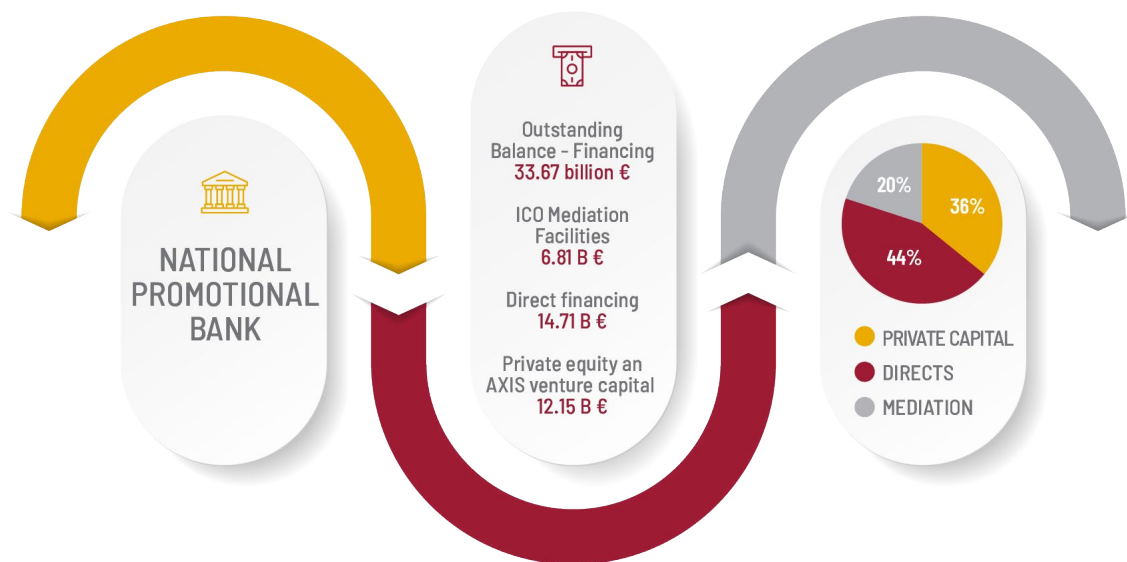 NATIONAL
PROMOTIONAL
BANK
Outstanding
Balance - Financing
33.67 billion €
ICO Mediation
Facilities
6.81 B €
Direct financing
14.71 B €
Private equity an
AXIS venture capital
12.15 B €
20%
36%
44%
PRIVATE CAPITAL
DIRECTS
MEDIATION